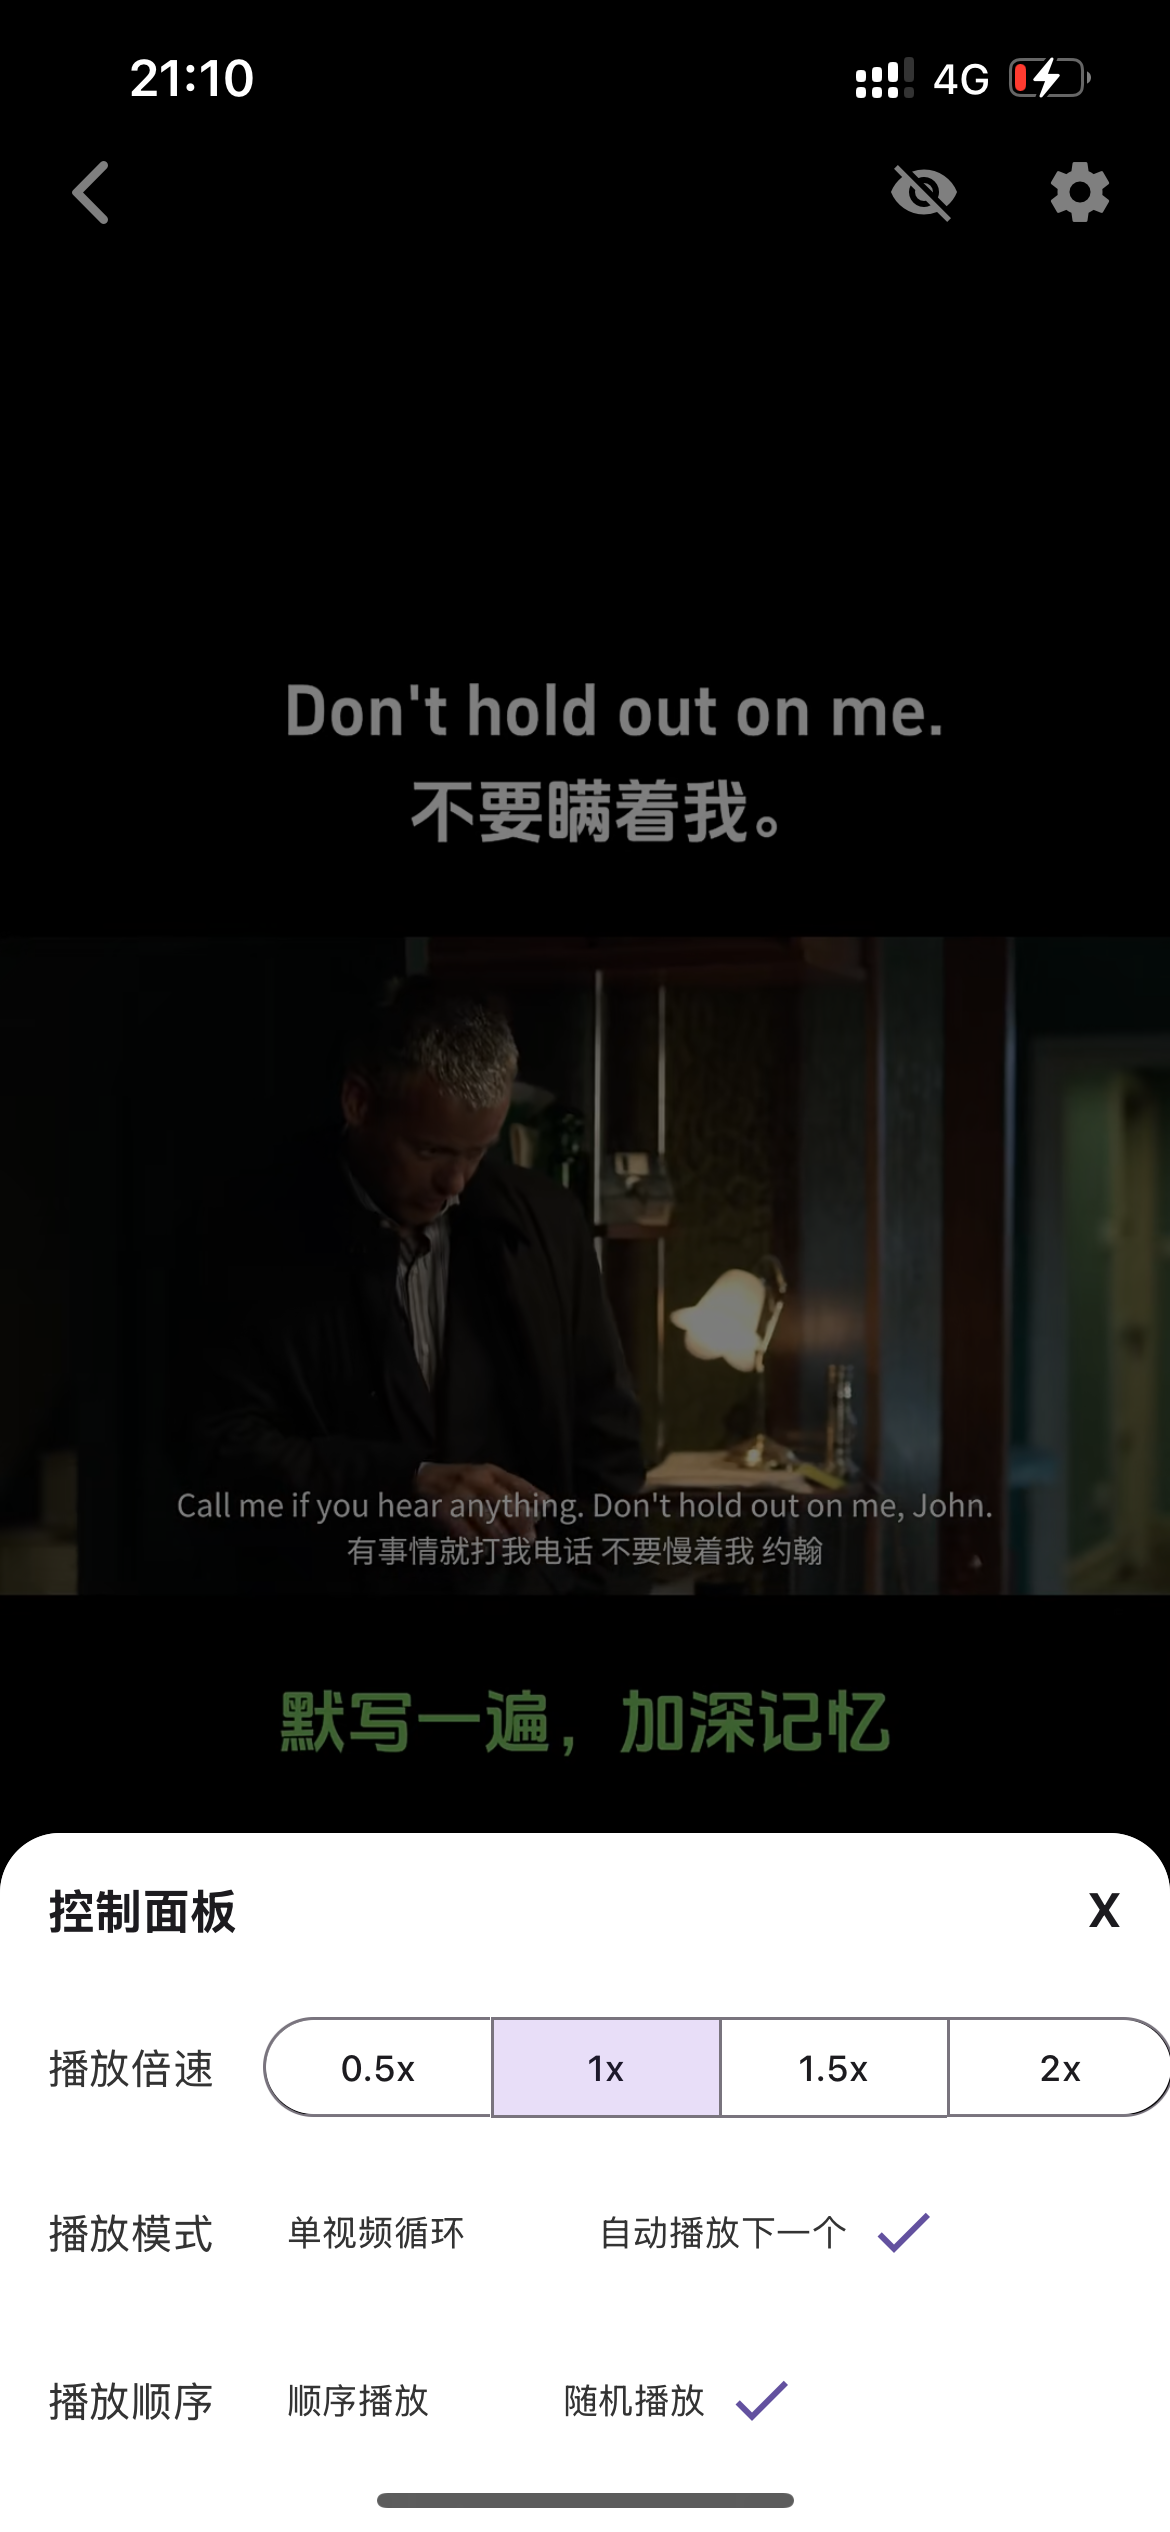 21:10 4G
Don't hold out on me.
不要瞒着我。
Call me if you hear anything. Don't hold out on me, John.
有事情就打我电话 不要慢着我 约翰
默写一遍，加深记忆
控制面板 X
播放倍速 0.5x 1x 1.5x 2x
播放模式 单视频循环 自动播放下一个
播放顺序 顺序播放 随机播放